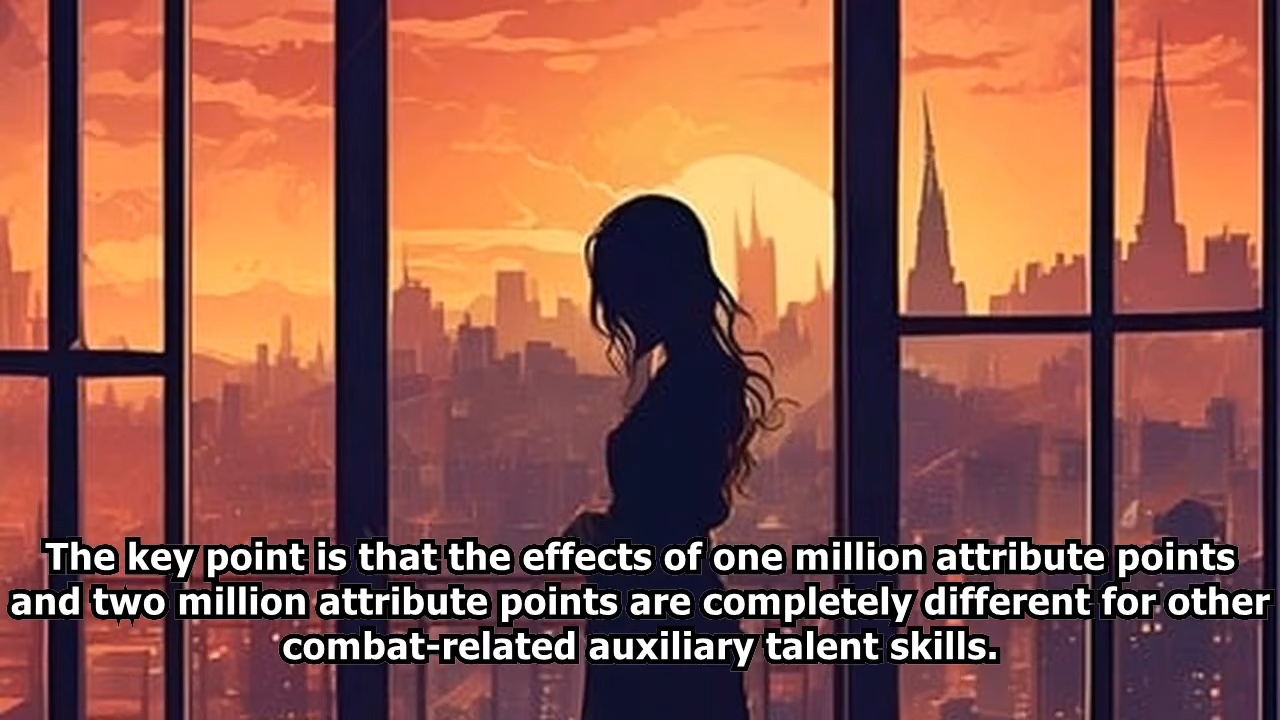 The key point is that the effects of one million attribute points
and two million attribute points are completely different for other
combat-related auxiliary talent skills.